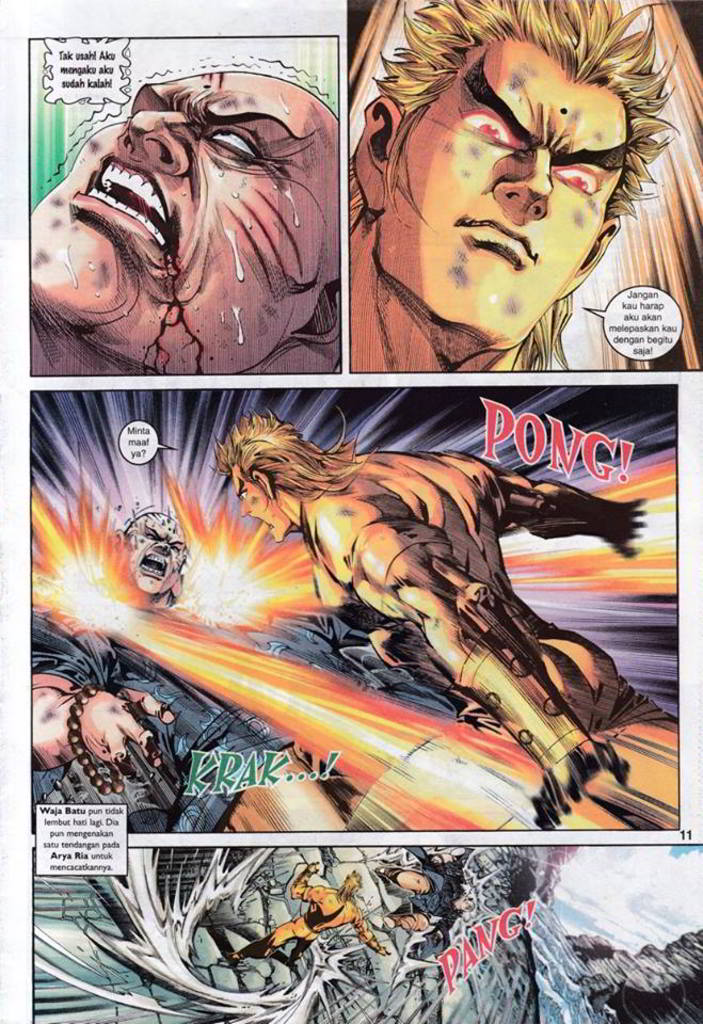 Tak usah! Aku
mengaku aku
sudah kalah!
Jangan
kau harap
aku akan
melepaskan kau
dengan begitu
saja!
Minta
maaf
ya?
PONG!
KRAK...!
Waja Batu pun tidak
lembut hati lagi. Dia
pun mengenakan
satu tendangan pada
Arya Ria untuk
mencacatkannya.
11
PANG!